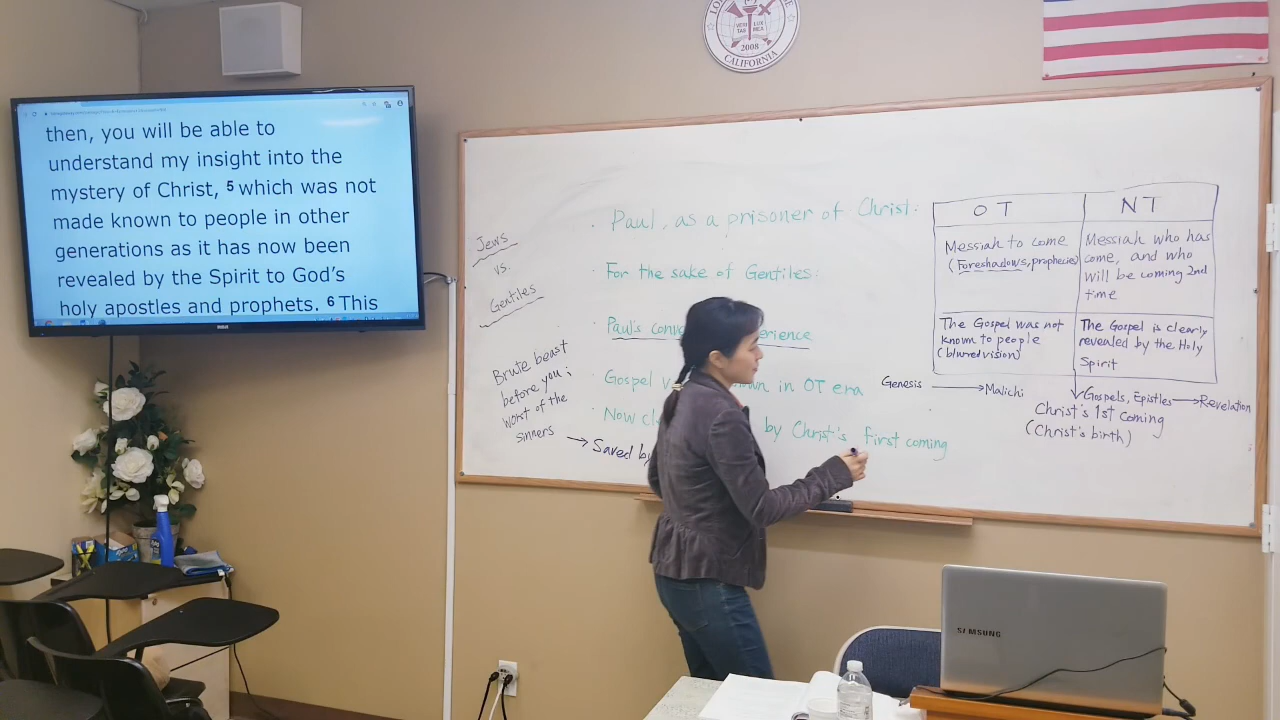 then, you will be able to
understand my insight into the
mystery of Christ, 5 which was not
made known to people in other
generations as it has now been
revealed by the Spirit to God's
holy apostles and prophets. 6 This
RCA
VERI TAS
LUX MEA
2008
CALIFORNIA
Jews
vs.
Gentiles
Brute beast
before you;
worst of the
sinners
Saved by
· Paul, as a prisoner of Christ:
· For the sake of Gentiles:
· Paul's
· Gospel
in OT era
· Now
by Christ's first coming
OT
NT
Messiah to come
(Foreshadows, prophecies)
Messiah who has
come, and who
will be coming 2nd
time
The Gospel was not
known to people
(blured vision)
The Gospel is clearly
revealed by the Holy
Spirit
Genesis → Malichi
Gospels, Epistles → Revelation
Christ's 1st Coming
(Christ's birth)
SAMSUNG